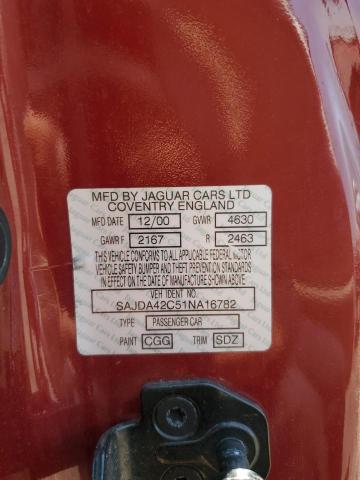 MFD BY JAGUAR CARS LTD
COVENTRY ENGLAND
MFD DATE 12/00 GVWR 4630
GAWR F 2167 R 2463
THIS VEHICLE CONFORMS TO ALL APPLICABLE FEDERAL MOTOR
VEHICLE SAFETY BUMPER AND THEFT PREVENTION STANDARDS
IN EFFECT ON THE DATE OF MANUFACTURE SHOWN ABOVE
VEH IDENT No
SAJDA42C51NA16782
TYPE PASSENGER CAR
PAINT CGG TRIM SDZ